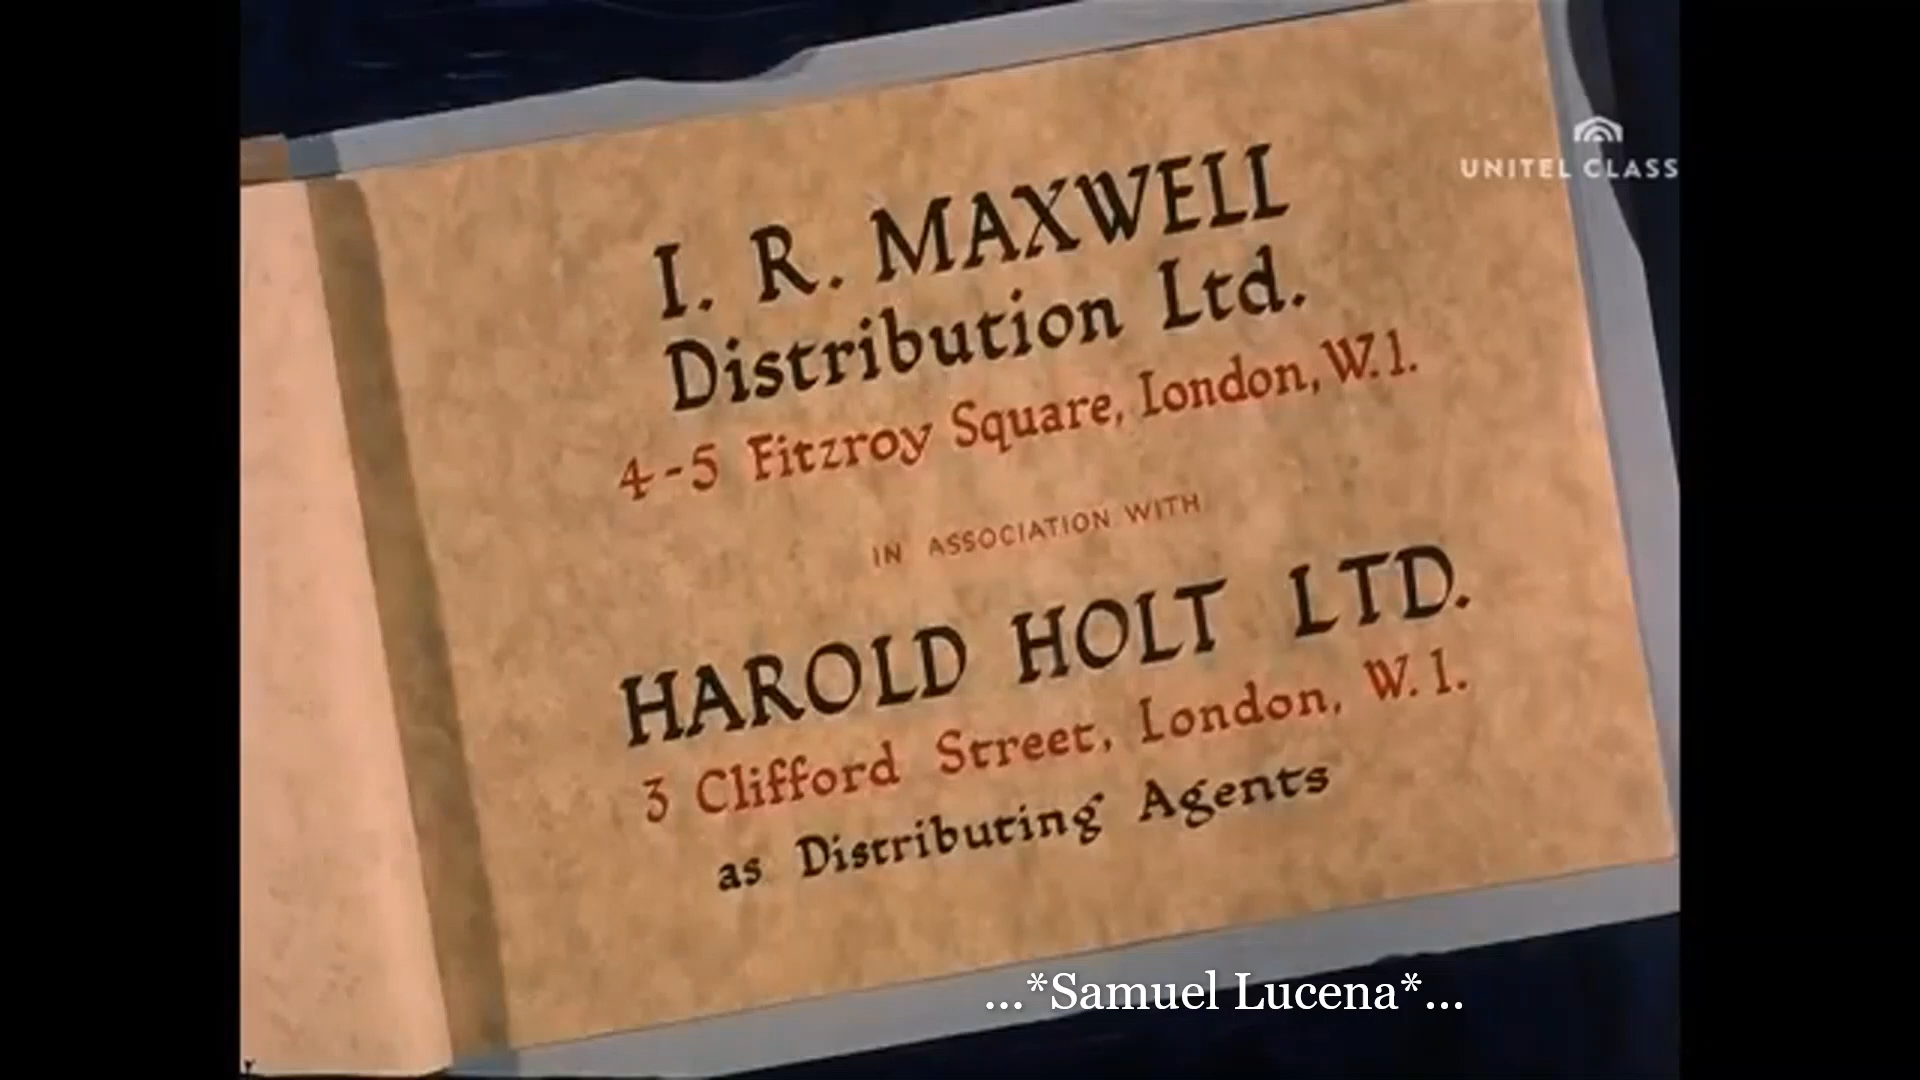 I. R. MAXWELL
Distribution Ltd.
4-5 Fitzroy Square, London, W.1.
IN ASSOCIATION WITH
HAROLD HOLT LTD.
3 Clifford Street, London, W.1.
as Distributing Agents
UNITEL CLASS
...*Samuel Lucena*...